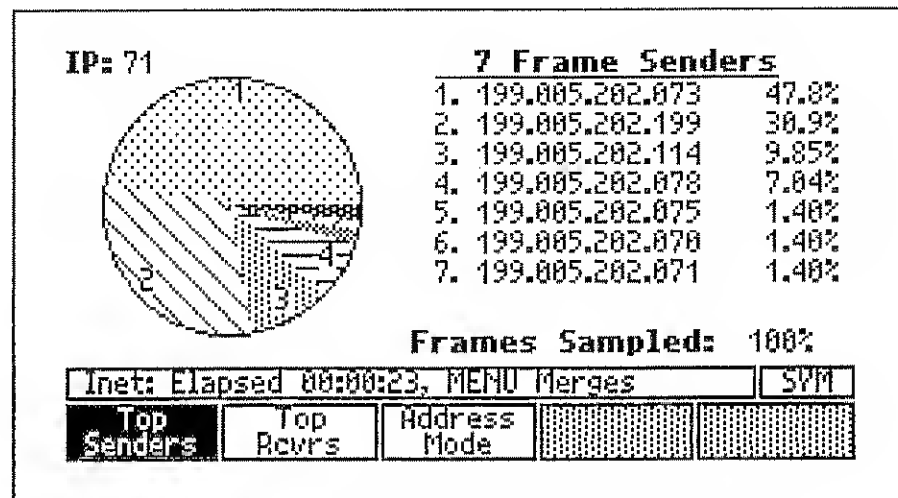 IP: 71
7 Frame Senders
1. 199.005.202.073 47.8%
2. 199.005.202.199 30.9%
3. 199.005.202.114 9.85%
4. 199.005.202.078 7.04%
5. 199.005.202.075 1.40%
6. 199.005.202.070 1.40%
7. 199.005.202.071 1.40%
1
2
3
4
Frames Sampled: 100%
Inet: Elapsed 00:00:23, MENU Merges SYM
Top Senders
Top Rcvrs
Address Mode